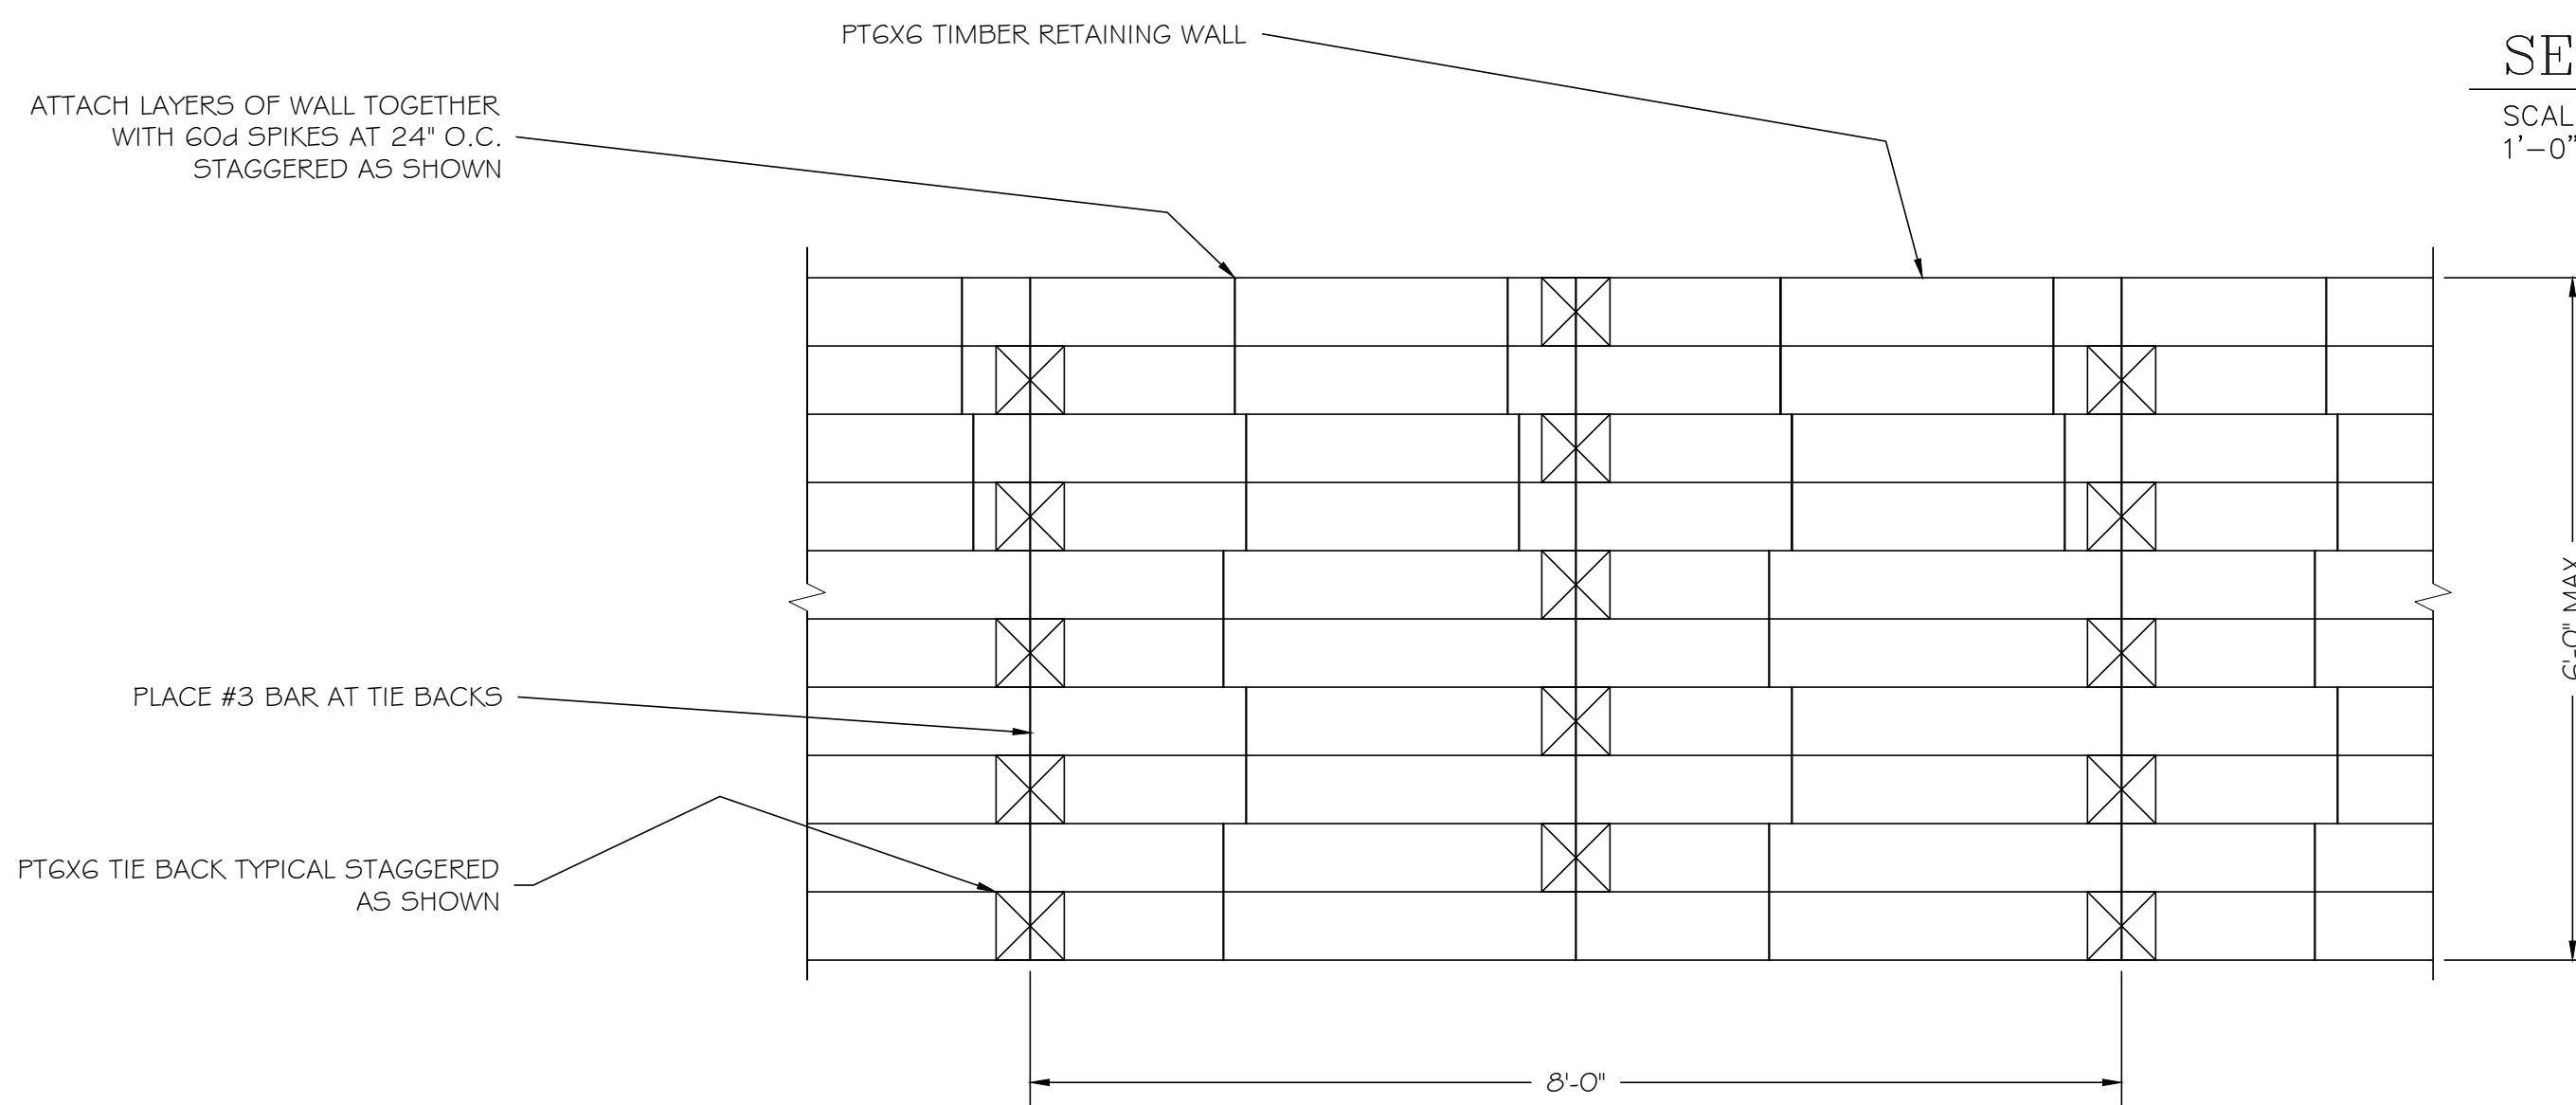 PT6X6 TIMBER RETAINING WALL
SE
SCAL
1'-0"
ATTACH LAYERS OF WALL TOGETHER
WITH 60d SPIKES AT 24" O.C.
STAGGERED AS SHOWN
6'-0" MAX
PLACE #3 BAR AT TIE BACKS
PT6X6 TIE BACK TYPICAL STAGGERED
AS SHOWN
8'-0"